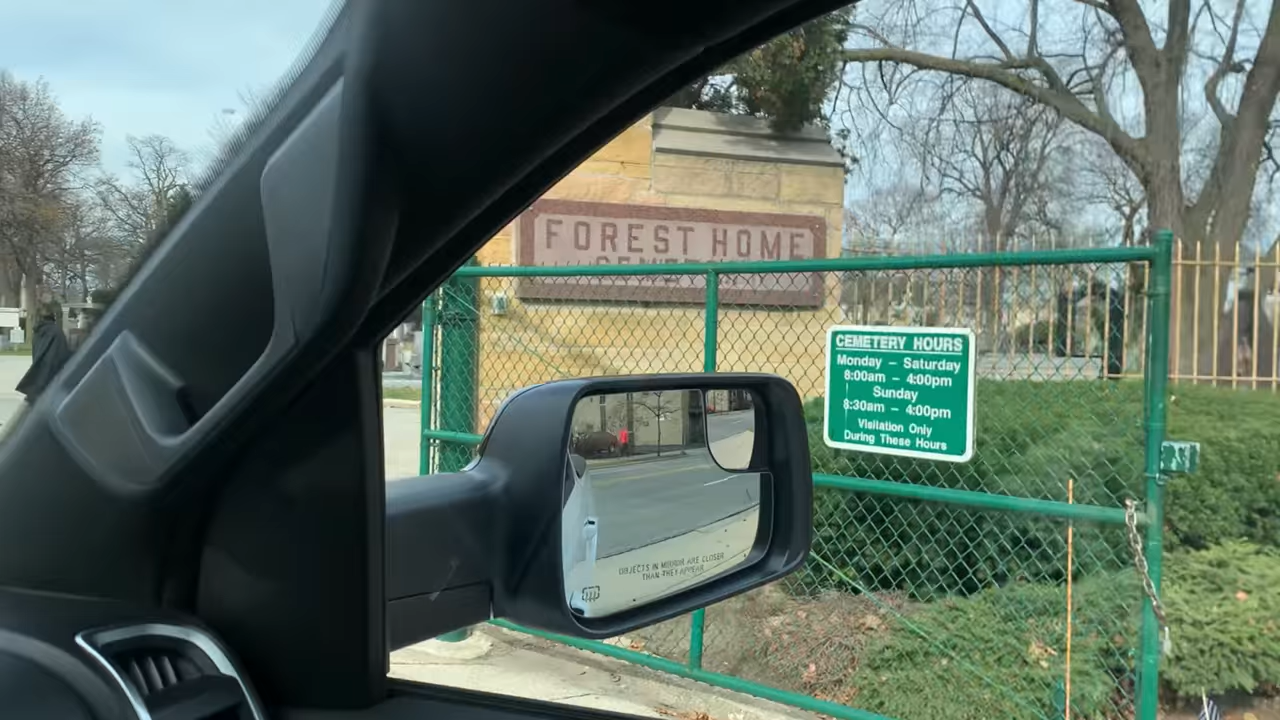 FOREST HOME
CEMETERY HOURS
Monday – Saturday
8:00am – 4:00pm
Sunday
8:30am – 4:00pm
Visitation Only
During These Hours
OBJECTS IN MIRROR ARE CLOSER
THAN THEY APPEAR